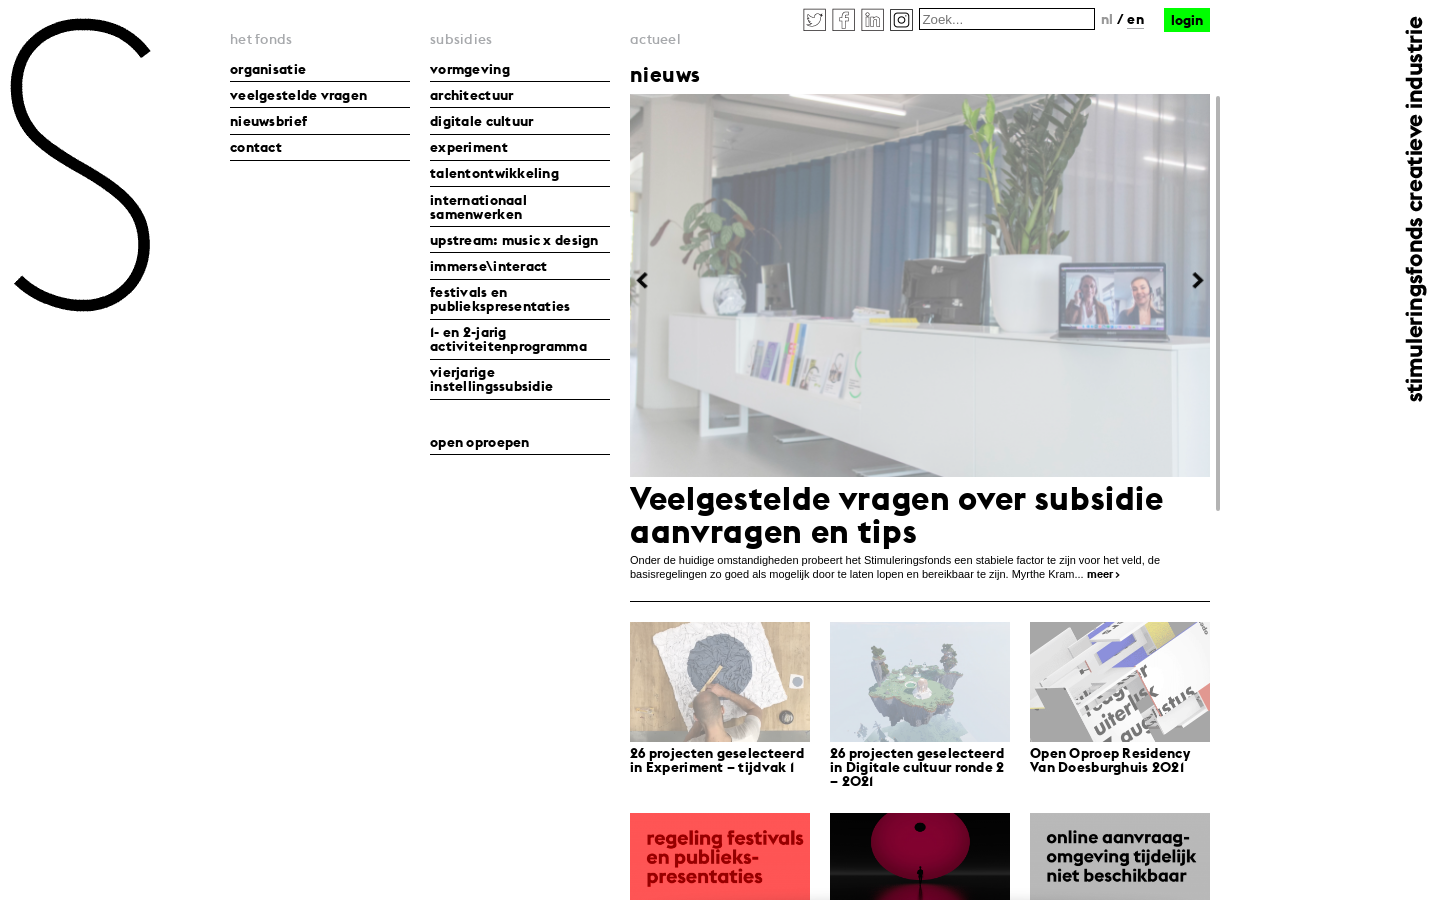 Zoek...
nl / en
login
S
het fonds
organisatie
veelgestelde vragen
nieuwsbrief
contact
subsidies
vormgeving
architectuur
digitale cultuur
experiment
talentontwikkeling
internationaal
samenwerken
upstream: music x design
immerse\interact
festivals en
publiekspresentaties
1- en 2-jarig
activiteitenprogramma
vierjarige
instellingssubsidie
open oproepen
actueel
nieuws
Veelgestelde vragen over subsidie
aanvragen en tips
Onder de huidige omstandigheden probeert het Stimuleringsfonds een stabiele factor te zijn voor het veld, de
basisregelingen zo goed als mogelijk door te laten lopen en bereikbaar te zijn. Myrthe Kram... meer ›
26 projecten geselecteerd
in Experiment – tijdvak 1
26 projecten geselecteerd
in Digitale cultuur ronde 2
– 2021
uiterlijk
augustus
Open Oproep Residency
Van Doesburghuis 2021
regeling festivals
en publieks-
presentaties
online aanvraag-
omgeving tijdelijk
niet beschikbaar
stimuleringsfonds creatieve industrie